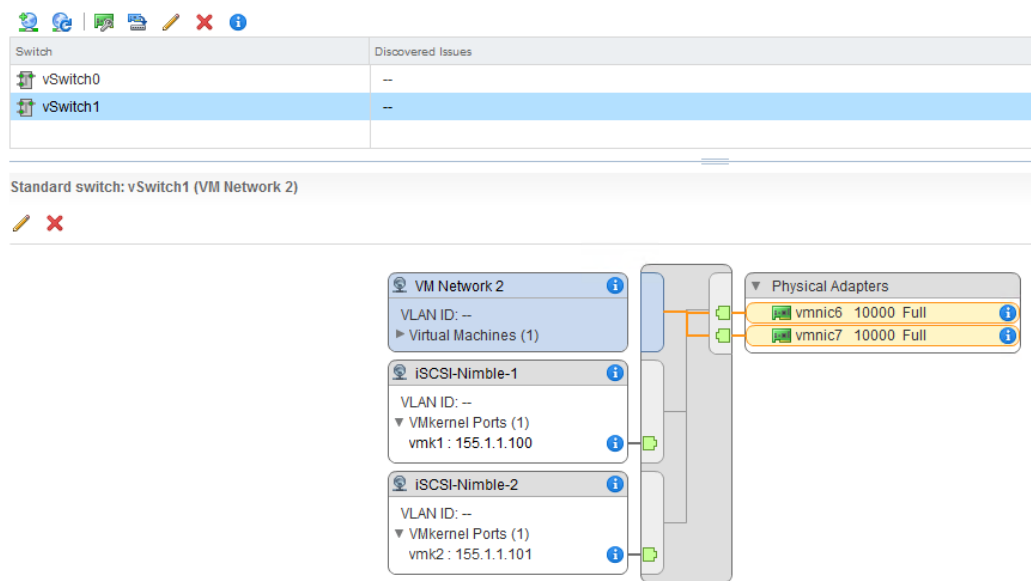 Switch Discovered Issues
vSwitch0 --
vSwitch1 --
Standard switch: vSwitch1 (VM Network 2)
VM Network 2
VLAN ID: --
Virtual Machines (1)
iSCSI-Nimble-1
VLAN ID: --
VMkernel Ports (1)
vmk1 : 155.1.1.100
iSCSI-Nimble-2
VLAN ID: --
VMkernel Ports (1)
vmk2 : 155.1.1.101
Physical Adapters
vmnic6 10000 Full
vmnic7 10000 Full